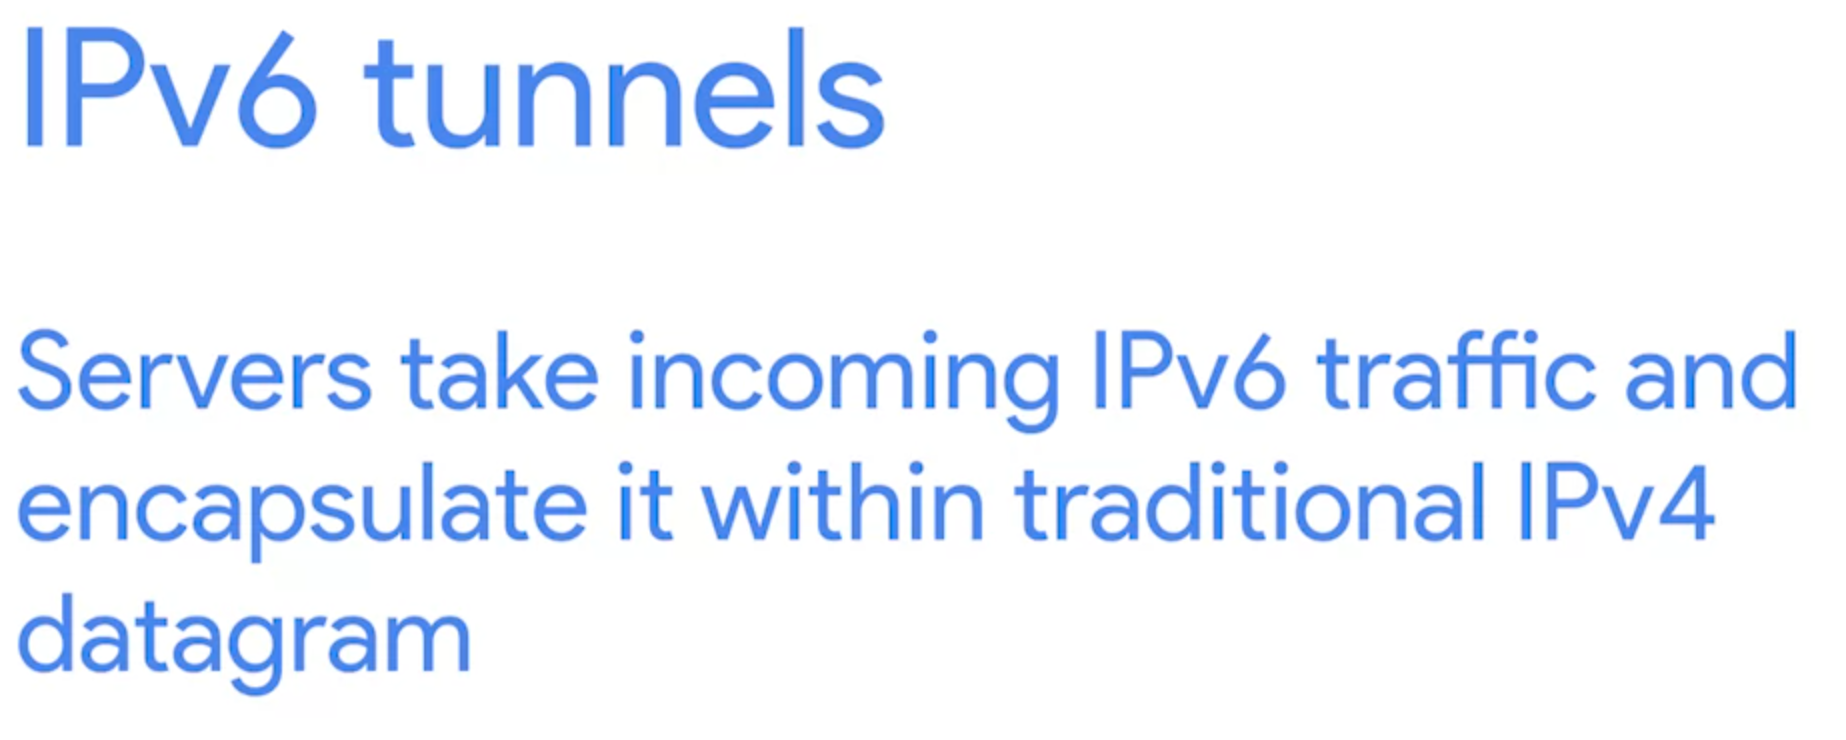 IPv6 tunnels
Servers take incoming IPv6 traffic and
encapsulate it within traditional IPv4
datagram